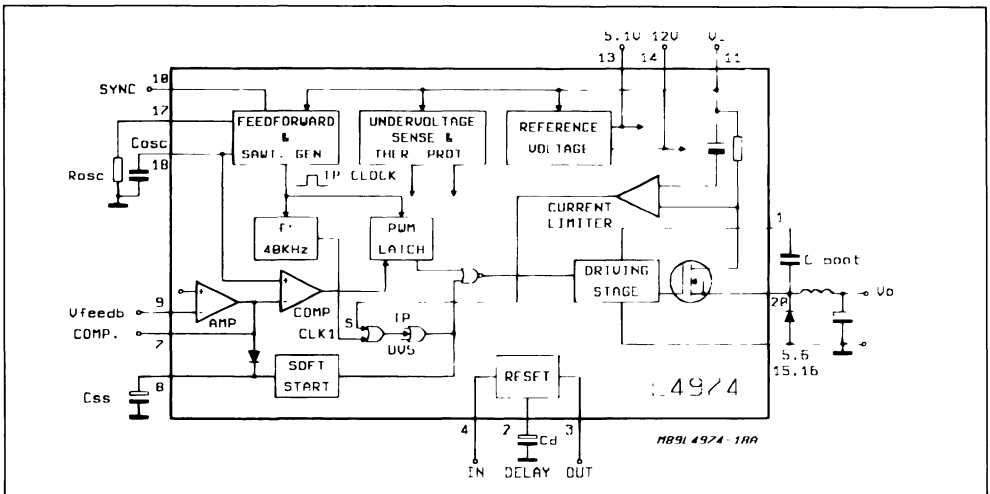 5.1V 12V Vi
13 14 11
10
SYNC
17
FEEDFORWARD
&
SAWT. GEN
UNDERVOLTAGE
SENSE &
THER PROT
REFERENCE
VOLTAGE
Cosc
18
Rosc
TP CLOCK
CURRENT
LIMITER
1
40KHz
PWM
LATCH
DRIVING
STAGE
C boot
20
Vo
9
Vfeedb
AMP
COMP
COMP.
7
S
CLK1
TP
5.6
15.16
8
Css
SOFT
START
RESET
L4974
4 2 3
Cd
IN DELAY OUT
M89L4974-18A